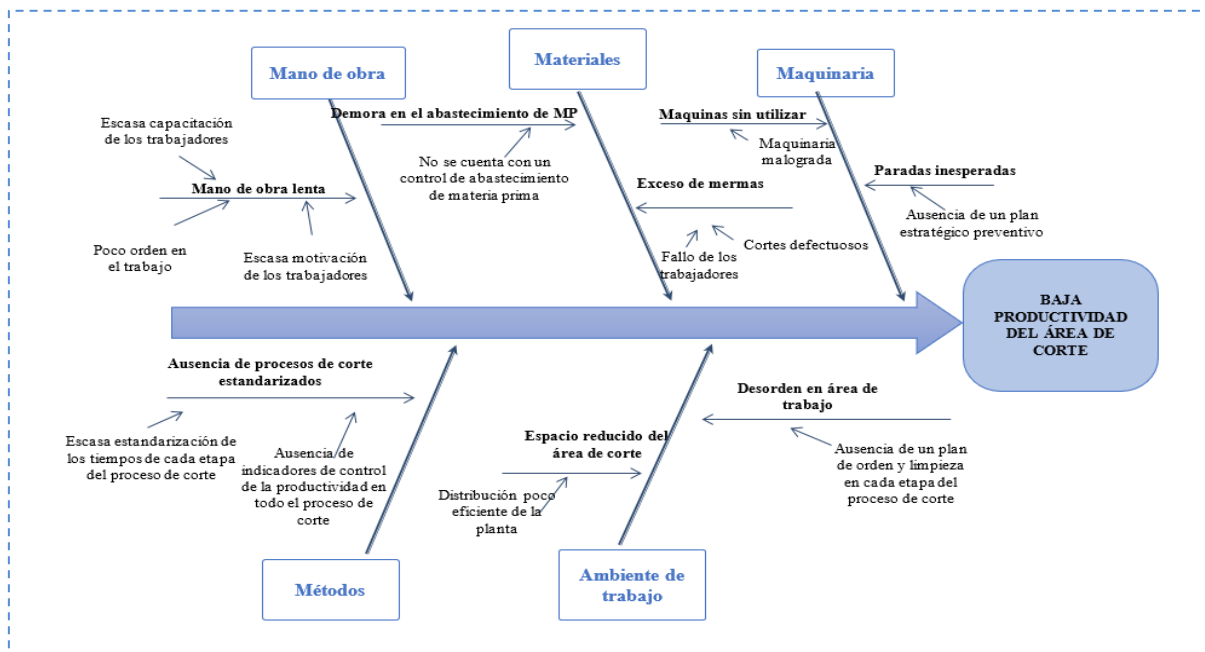 Mano de obra
Materiales
Maquinaria
Escasa capacitación
de los trabajadores
Mano de obra lenta
Poco orden en
el trabajo
Escasa motivación
de los trabajadores
Demora en el abastecimiento de MP
No se cuenta con un
control de abastecimiento
de materia prima
Exceso de mermas
Fallo de los
trabajadores
Cortes defectuosos
Maquinas sin utilizar
Maquinaria
malograda
Paradas inesperadas
Ausencia de un plan
estratégico preventivo
BAJA
PRODUCTIVIDAD
DEL ÁREA DE
CORTE
Ausencia de procesos de corte
estandarizados
Escasa estandarización de
los tiempos de cada etapa
del proceso de corte
Ausencia de
indicadores de control
de la productividad en
todo el proceso de
corte
Espacio reducido del
área de corte
Distribución poco
eficiente de la
planta
Desorden en área de
trabajo
Ausencia de un plan
de orden y limpieza
en cada etapa del
proceso de corte
Métodos
Ambiente de
trabajo